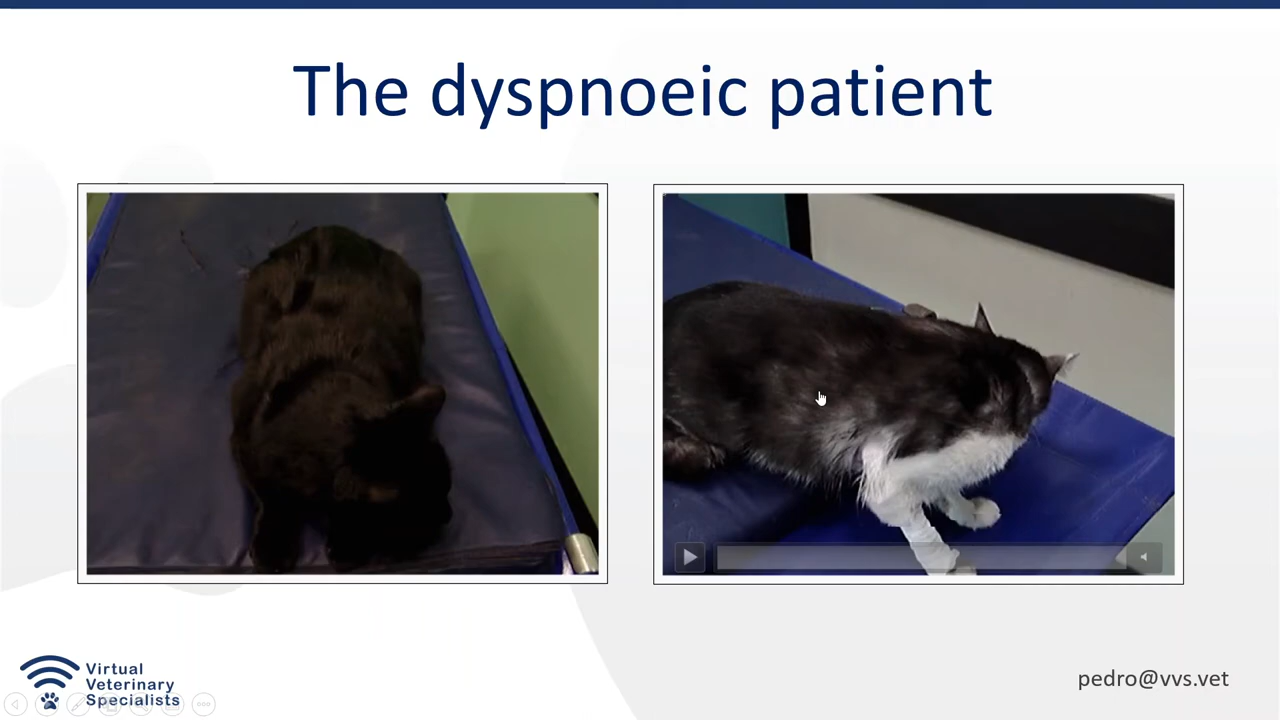 The dyspnoeic patient
Virtual
Veterinary
Specialists
pedro@vvs.vet